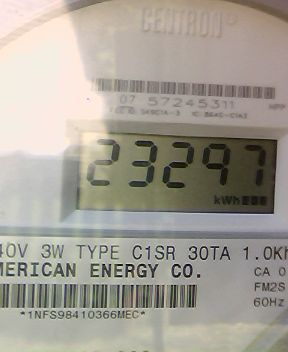 CENTRON®
07 57245311
23297
kWh
40V 3W TYPE C1SR 30TA 1.0Kh
MERICAN ENERGY CO.
CA 0
FM2S
60Hz
*1NFS98410366MEC*